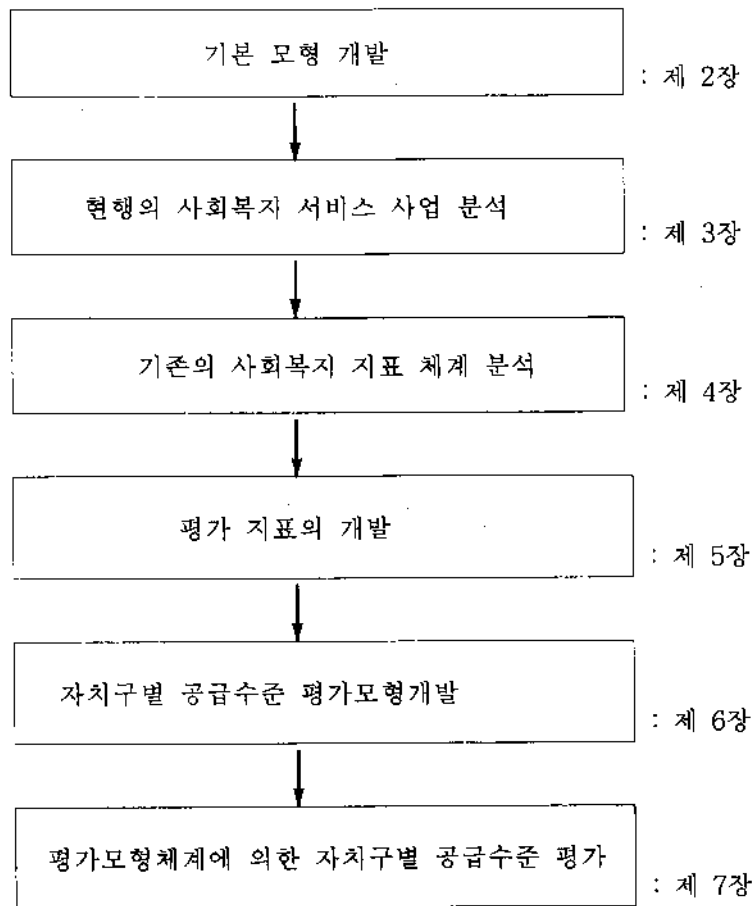 기본 모형 개발
: 제 2장
현행의 사회복지 서비스 사업 분석
: 제 3장
기존의 사회복지 지표 체계 분석
: 제 4장
평가 지표의 개발
: 제 5장
자치구별 공급수준 평가모형개발
: 제 6장
평가모형체계에 의한 자치구별 공급수준 평가
: 제 7장